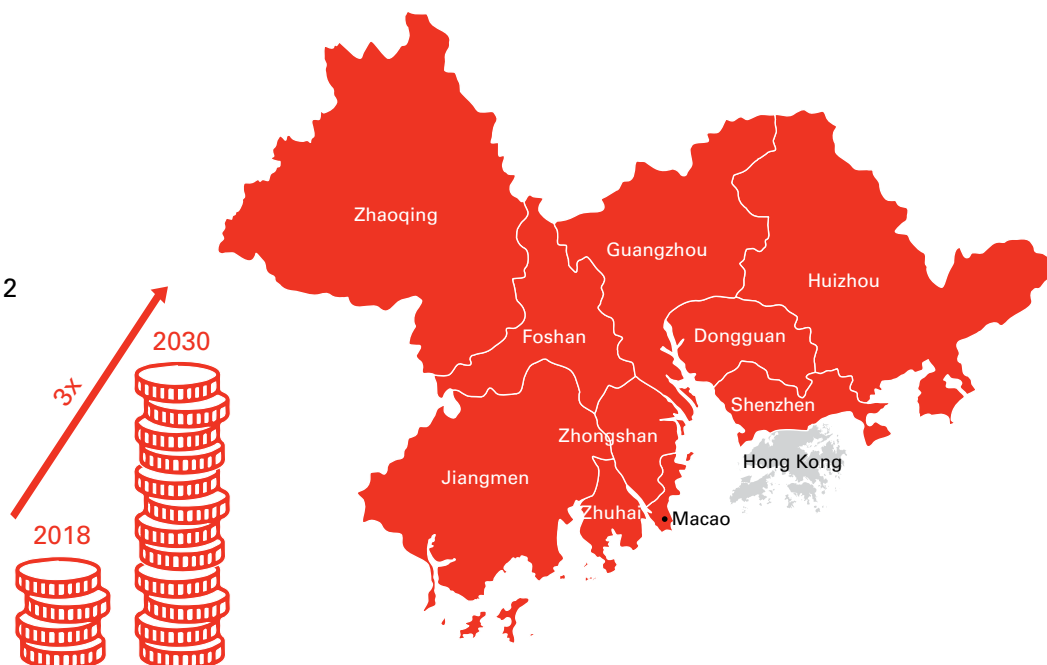 Zhaoqing
Guangzhou
Huizhou
2
Foshan
Dongguan
2030
3x
Shenzhen
Zhongshan
Hong Kong
Jiangmen
Zhuhai
Macao
2018